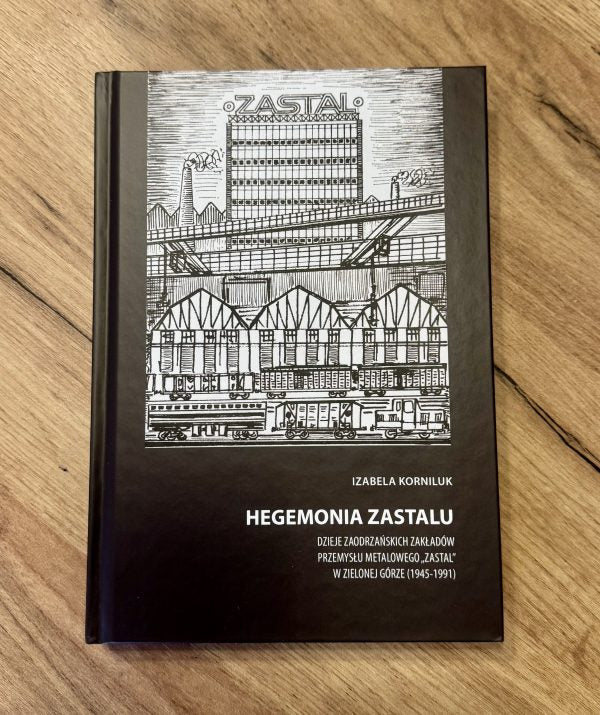 ZASTAL
IZABELA KORNILUK
HEGEMONIA ZASTALU
DZIEJE ZAODRZAŃSKICH ZAKŁADÓW
PRZEMYSŁU METALOWEGO „ZASTAL”
W ZIELONEJ GÓRZE (1945-1991)